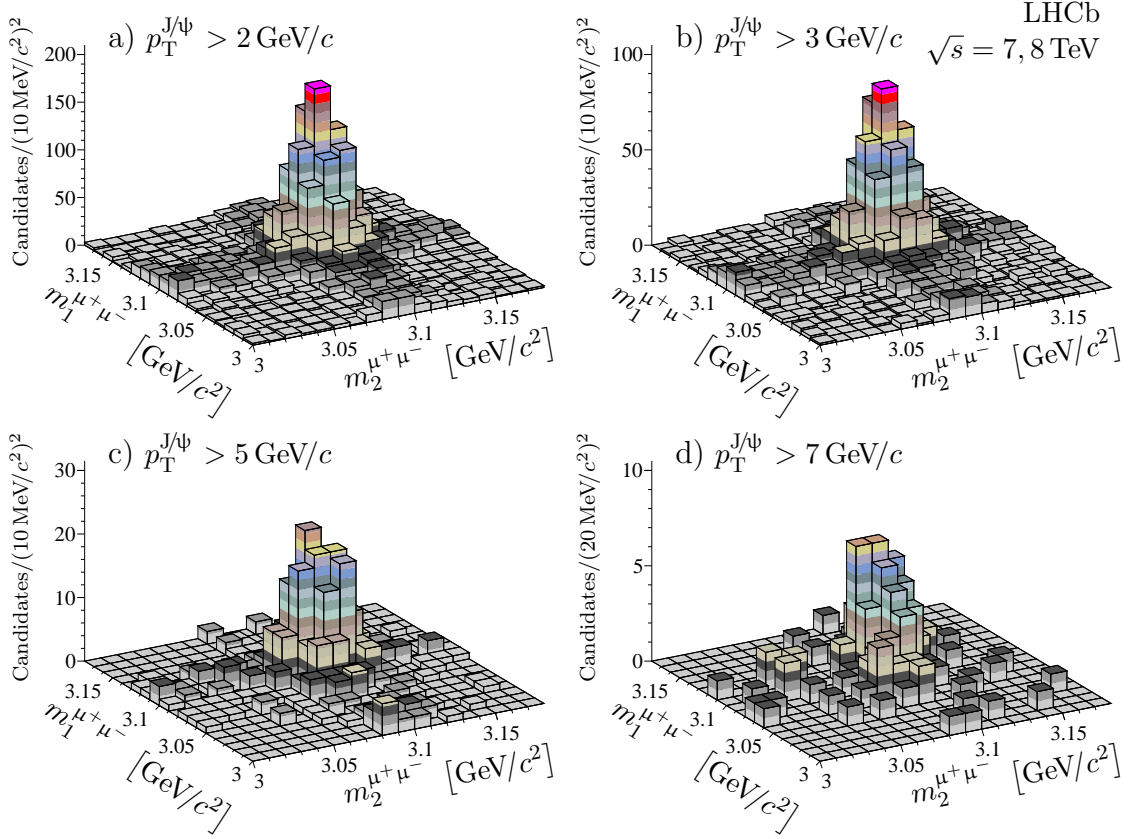 LHCb
√s = 7, 8 TeV
a) p_T^{J/ψ} > 2 GeV/c
Candidates/(10 MeV/c²)²
200
150
100
50
0
3.15
3.1
3.05
3
m_1^{μ⁺μ⁻} [GeV/c²]
3
3.05
3.1
3.15
m_2^{μ⁺μ⁻} [GeV/c²]
b) p_T^{J/ψ} > 3 GeV/c
Candidates/(10 MeV/c²)²
100
50
0
3.15
3.1
3.05
3
m_1^{μ⁺μ⁻} [GeV/c²]
3
3.05
3.1
3.15
m_2^{μ⁺μ⁻} [GeV/c²]
c) p_T^{J/ψ} > 5 GeV/c
Candidates/(10 MeV/c²)²
30
20
10
0
3.15
3.1
3.05
3
m_1^{μ⁺μ⁻} [GeV/c²]
3
3.05
3.1
3.15
m_2^{μ⁺μ⁻} [GeV/c²]
d) p_T^{J/ψ} > 7 GeV/c
Candidates/(20 MeV/c²)²
10
5
0
3.15
3.1
3.05
3
m_1^{μ⁺μ⁻} [GeV/c²]
3
3.05
3.1
3.15
m_2^{μ⁺μ⁻} [GeV/c²]